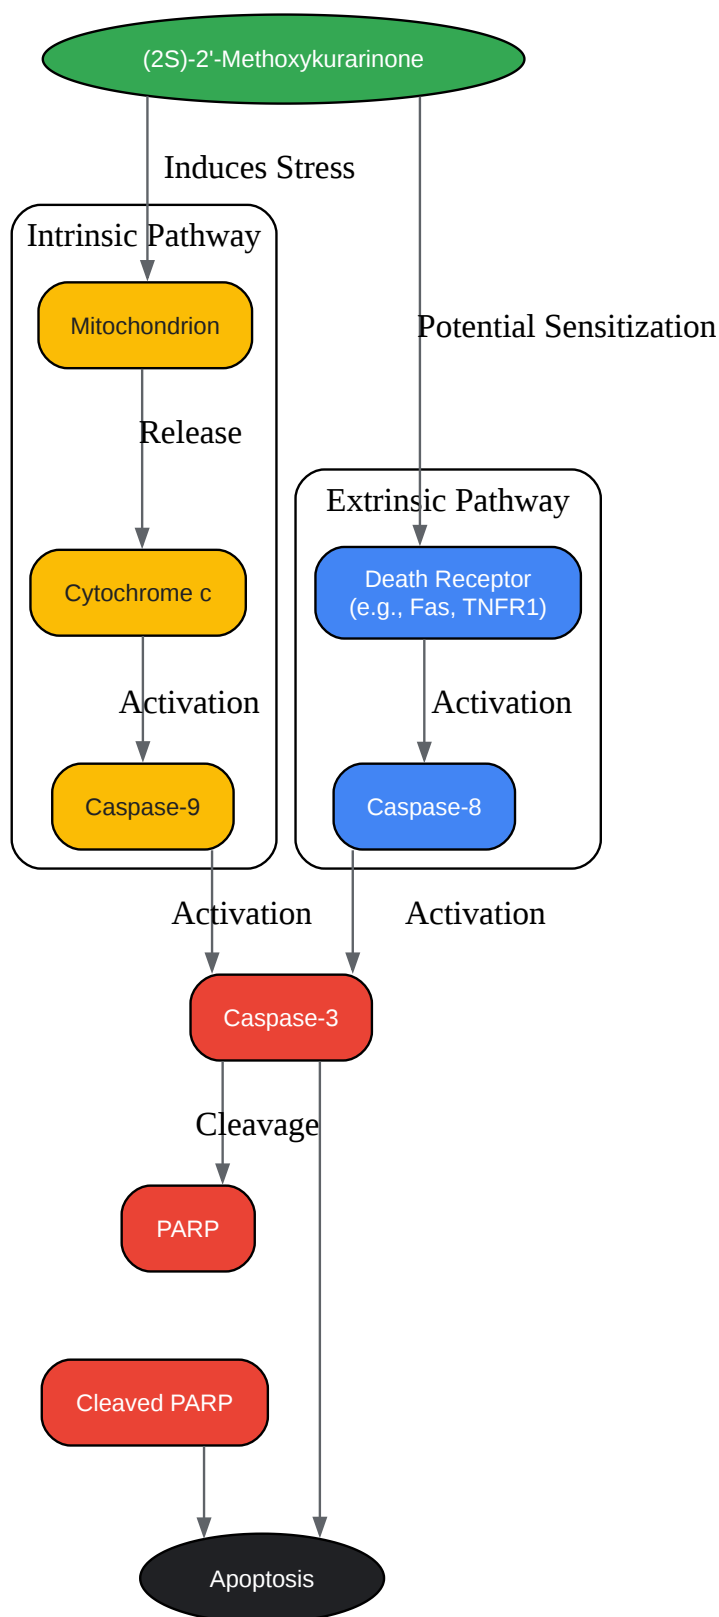 (2S)-2'-Methoxykurarinone
Induces Stress
Intrinsic Pathway
Mitochondrion
Potential Sensitization
Release
Extrinsic Pathway
Cytochrome c
Death Receptor
(e.g., Fas, TNFR1)
Activation
Activation
Caspase-9
Caspase-8
Activation
Activation
Caspase-3
Cleavage
PARP
Cleaved PARP
Apoptosis